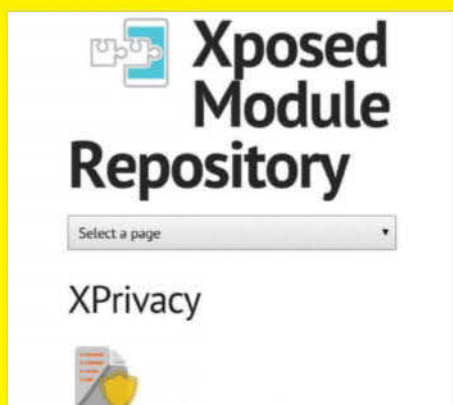 Xposed
Module
Repository
Select a page
XPrivacy